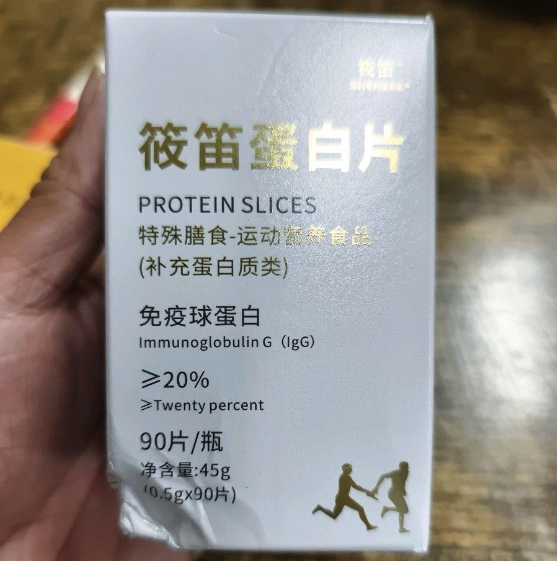 筱笛
筱笛蛋白片
PROTEIN SLICES
特殊膳食-运动营养食品
(补充蛋白质类)
免疫球蛋白
Immunoglobulin G（IgG）
≥20%
≥Twenty percent
90片/瓶
净含量:45g
(0.5gx90片)